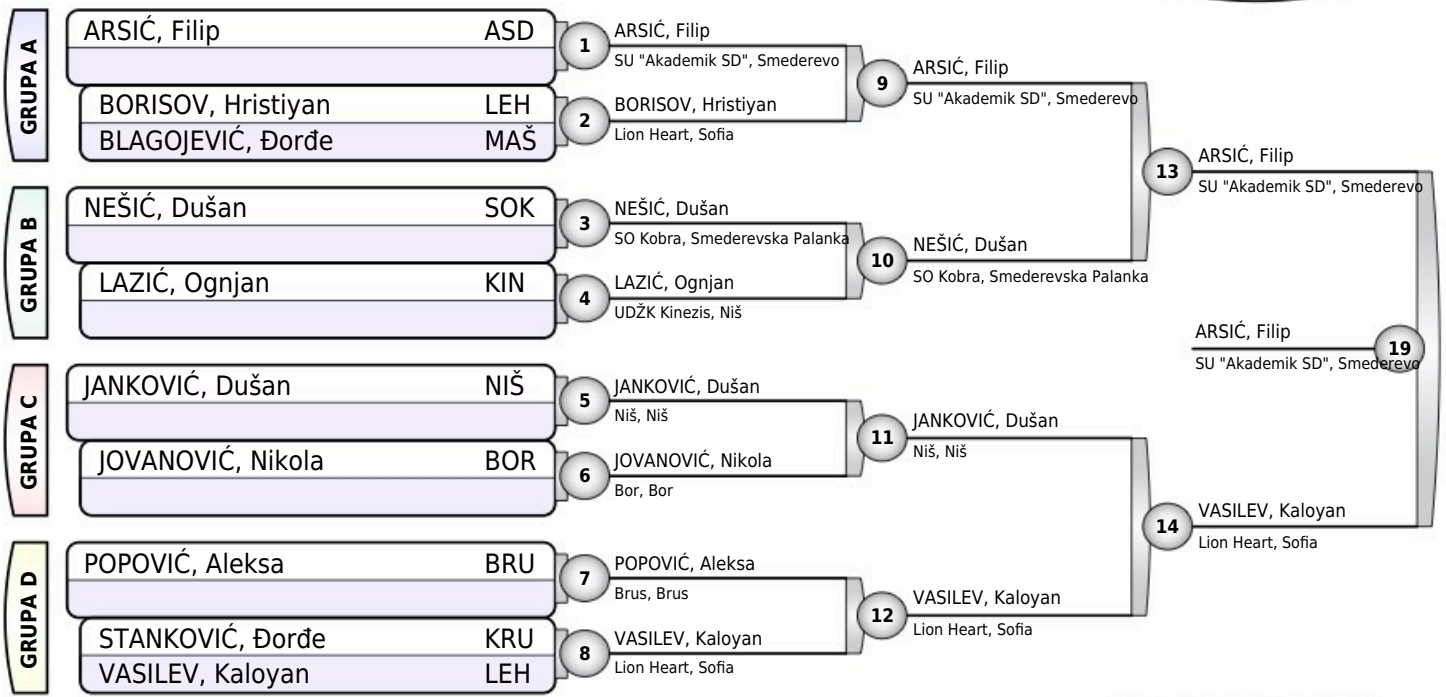 GRUPA A
ARSIĆ, Filip ASD
BORISOV, Hristiyan LEH
BLAGOJEVIĆ, Đorđe MAŠ
GRUPA B
NEŠIĆ, Dušan SOK
LAZIĆ, Ognjan KIN
GRUPA C
JANKOVIĆ, Dušan NIŠ
JOVANOVIĆ, Nikola BOR
GRUPA D
POPOVIĆ, Aleksa BRU
STANKOVIĆ, Đorđe KRU
VASILEV, Kaloyan LEH
1
ARSIĆ, Filip
SU "Akademik SD", Smederevo
2
BORISOV, Hristiyan
Lion Heart, Sofia
3
NEŠIĆ, Dušan
SO Kobra, Smederevska Palanka
4
LAZIĆ, Ognjan
UDŽK Kinezis, Niš
5
JANKOVIĆ, Dušan
Niš, Niš
6
JOVANOVIĆ, Nikola
Bor, Bor
7
POPOVIĆ, Aleksa
Brus, Brus
8
VASILEV, Kaloyan
Lion Heart, Sofia
9
ARSIĆ, Filip
SU "Akademik SD", Smederevo
10
NEŠIĆ, Dušan
SO Kobra, Smederevska Palanka
11
JANKOVIĆ, Dušan
Niš, Niš
12
VASILEV, Kaloyan
Lion Heart, Sofia
13
ARSIĆ, Filip
SU "Akademik SD", Smederevo
14
VASILEV, Kaloyan
Lion Heart, Sofia
ARSIĆ, Filip
19
SU "Akademik SD", Smederevo